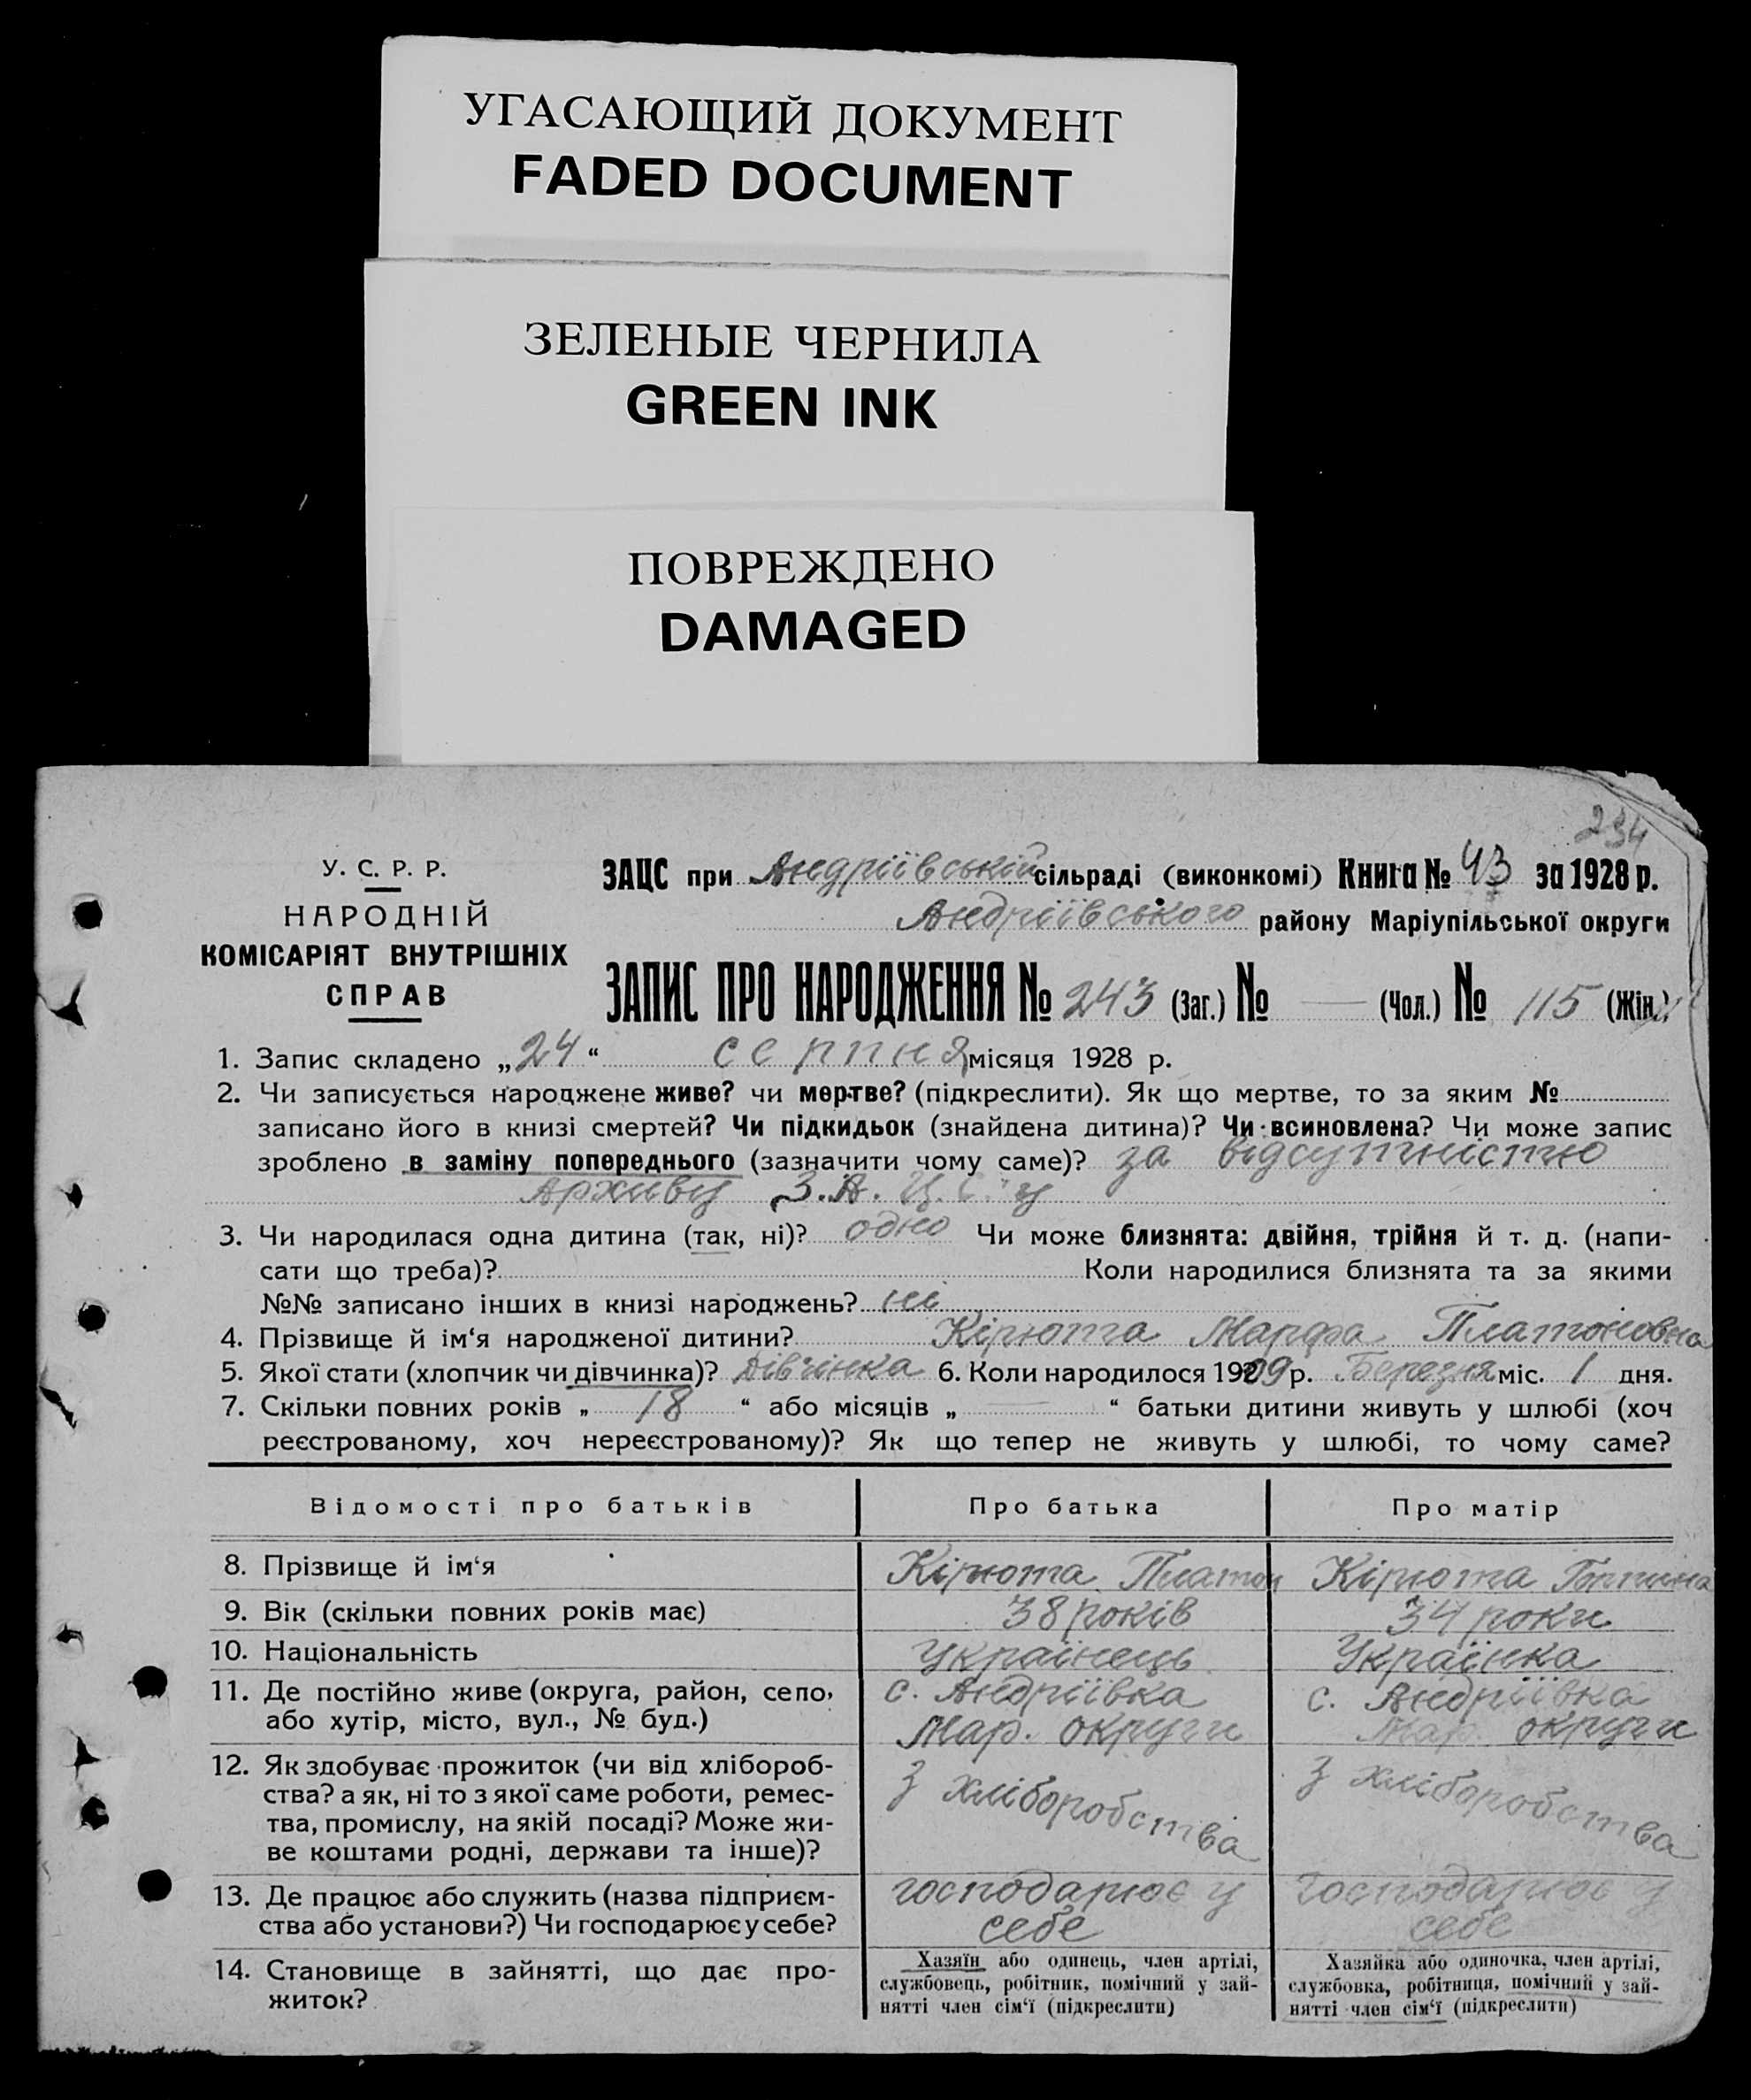 УГАСАЮЩИЙ ДОКУМЕНТ
FADED DOCUMENT
ЗЕЛЕНЫЕ ЧЕРНИЛА
GREEN INK
ПОВРЕЖДЕНО
DAMAGED
234
У. С. Р. Р.
НАРОДНІЙ
КОМІСАРІЯТ ВНУТРІШНІХ
СПРАВ
ЗАЦС при Андріївській сільраді (виконкомі) Книга № 43 за 1928 р.
Андріївського району Маріупільської округи
ЗАПИС ПРО НАРОДЖЕННЯ № 243 (Заг.) № — (Чол.) № 115 (Жін.)
1. Запис складено „24“ серпня місяця 1928 р.
2. Чи записується народжене живе? чи мертве? (підкреслити). Як що мертве, то за яким №
записано його в книзі смертей? Чи підкидьок (знайдена дитина)? Чи всиновлена? Чи може запис
зроблено в заміну попереднього (зазначити чому саме)? за відсутністю
Архиву З.А.Ц.С.'у
3. Чи народилася одна дитина (так, ні)? одно Чи може близнята: двійня, трійня й т. д. (напи-
сати що треба)? Коли народилися близнята та за якими
№№ записано інших в книзі народжень? ні
4. Прізвище й ім‘я народженої дитини? Кірюта Марфа Платоновна
5. Якої стати (хлопчик чи дівчинка)? Дівчінка 6. Коли народилося 1909 р. Березня міс. 1 дня.
7. Скільки повних років „ 18 “ або місяців „ — “ батьки дитини живуть у шлюбі (хоч
реєстрованому, хоч нереєстрованому)? Як що тепер не живуть у шлюбі, то чому саме?
Відомості про батьків Про батька Про матір
8. Прізвище й ім‘я Кірюта Платон Кірюта
9. Вік (скільки повних років має) 38 років 34 роки
10. Національність Українець Українка
11. Де постійно живе (округа, район, село, с. Андріївка с. Андріївка
або хутір, місто, вул., № буд.) Мар. округи Мар. округи
12. Як здобуває прожиток (чи від хлібороб-
ства? а як, ні то з якої саме роботи, ремес-
тва, промислу, на якій посаді? Може жи-
ве коштами родні, держави та інше)?
з хліборобства з хліборобства
13. Де працює або служить (назва підприєм- господарює у господарює у
ства або установи?) Чи господарює у себе? себе себе
14. Становище в зайнятті, що дає про-
житок?
Хазяїн або одинець, член артілі,
службовець, робітник, помічний у зай-
нятті член сім‘ї (підкреслити)
Хазяйка або одиночка, член артілі,
службовка, робітниця, помічний у зай-
нятті член сім‘ї (підкреслити)